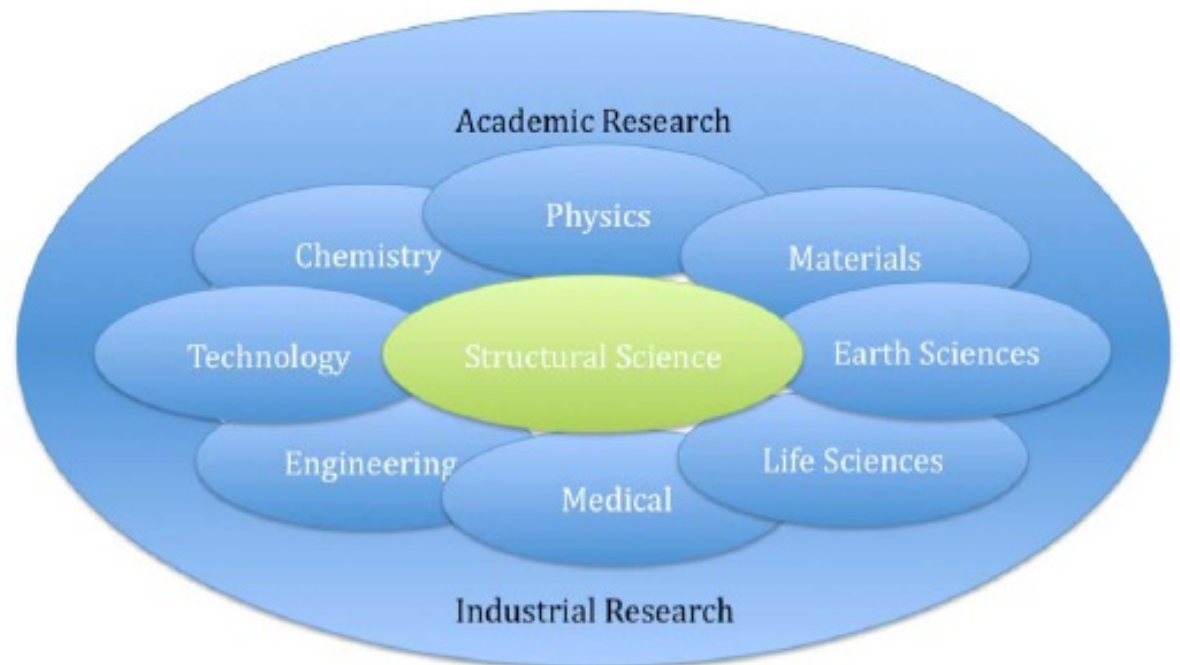 Academic Research
Physics
Chemistry
Materials
Technology
Structural Science
Earth Sciences
Engineering
Life Sciences
Medical
Industrial Research